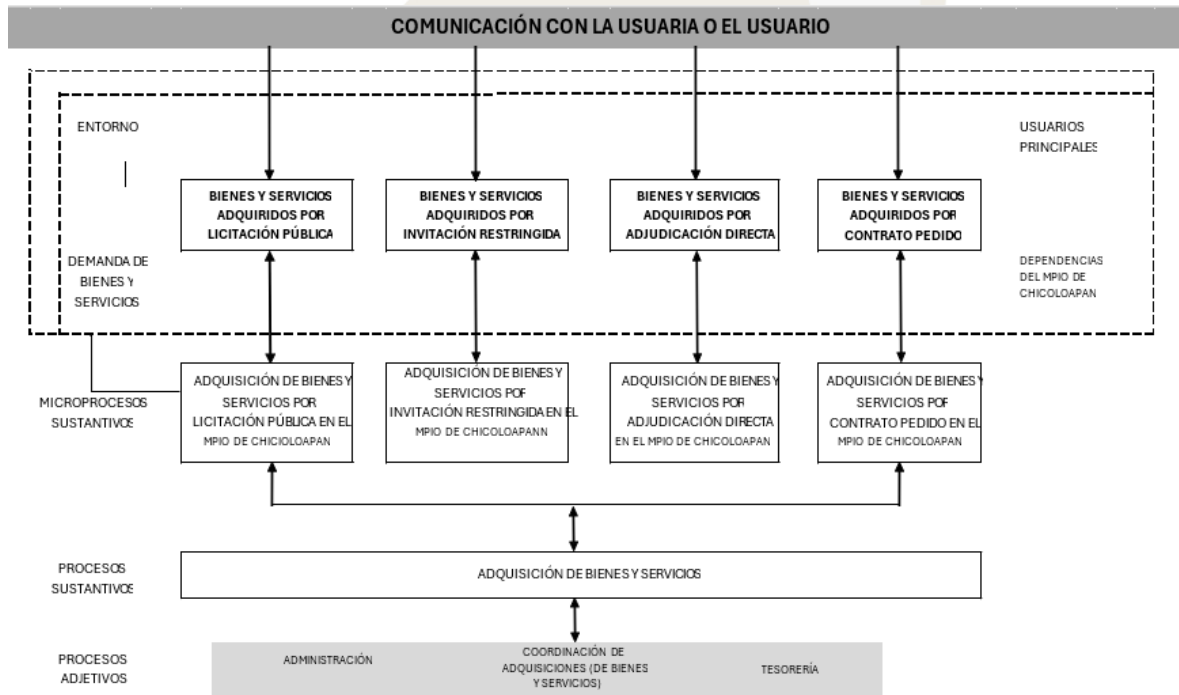 COMUNICACIÓN CON LA USUARIA O EL USUARIO
ENTORNO
USUARIOS
PRINCIPALES
BIENES Y SERVICIOS
ADQUIRIDOS POR
LICITACIÓN PÚBLICA
BIENES Y SERVICIOS
ADQUIRIDOS POR
INVITACIÓN RESTRINGIDA
BIENES Y SERVICIOS
ADQUIRIDOS POR
ADJUDICACIÓN DIRECTA
BIENES Y SERVICIOS
ADQUIRIDOS POR
CONTRATO PEDIDO
DEMANDA DE
BIENES Y
SERVICIOS
DEPENDENCIAS
DEL MPIO DE
CHICOLOAPAN
MICROPROCESOS
SUSTANTIVOS
ADQUISICIÓN DE BIENES Y
SERVICIOS POR
LICITACIÓN PÚBLICA EN EL
MPIO DE CHICIOLOAPAN
ADQUISICIÓN DE BIENES Y
SERVICIOS POR
INVITACIÓN RESTRINGIDA EN EL
MPIO DE CHICOLOAPANN
ADQUISICIÓN DE BIENES Y
SERVICIOS POR
ADJUDICACIÓN DIRECTA
EN EL MPIO DE CHICOLOAPAN
ADQUISICIÓN DE BIENES Y
SERVICIOS POR
CONTRATO PEDIDO EN EL
MPIO DE CHICOLOAPAN
PROCESOS
SUSTANTIVOS
ADQUISICIÓN DE BIENES Y SERVICIOS
PROCESOS
ADJETIVOS
ADMINISTRACIÓN
COORDINACIÓN DE
ADQUISICIONES (DE BIENES
Y SERVICIOS)
TESORERÍA